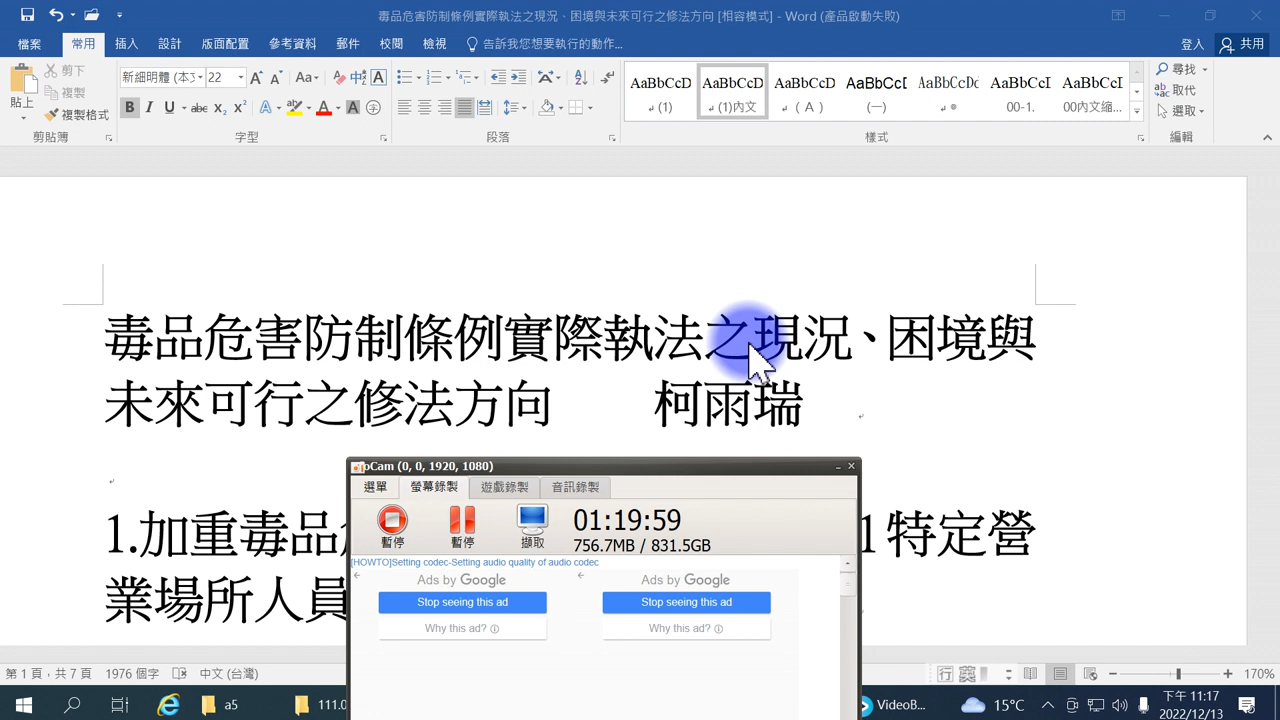 毒品危害防制條例實際執法之現況、困境與未來可行之修法方向 [相容模式] - Word (產品啟動失敗)
檔案 常用 插入 設計 版面配置 參考資料 郵件 校閱 檢視 告訴我您想要執行的動作... 登入 共用
貼上 剪下 複製 複製格式
新細明體 (本文 22
AaBbCcD AaBbCcD AaBbCcD AaBbCcI AaBbCcDc AaBbCcI AaBbCcI
(1) (1)內文 (A) ( ) 00-1. 00內文縮...
尋找 取代 選取
剪貼簿 字型 段落 樣式 編輯
毒品危害防制條例實際執法之現況、困境與
未來可行之修法方向 柯雨瑞
1.加重毒品 1特定營
業場所人員
oCam (0, 0, 1920, 1080)
選單 螢幕錄製 遊戲錄製 音訊錄製
暫停 暫停 擷取 01:19:59
756.7MB / 831.5GB
[HOWTO]Setting codec-Setting audio quality of audio codec
Ads by Google Ads by Google
Stop seeing this ad Stop seeing this ad
Why this ad? Why this ad?
第 1 頁，共 7 頁 1976 個字 中文 (台灣) 170%
a5 111.0 VideoB... 15°C 下午 11:17
2022/12/13